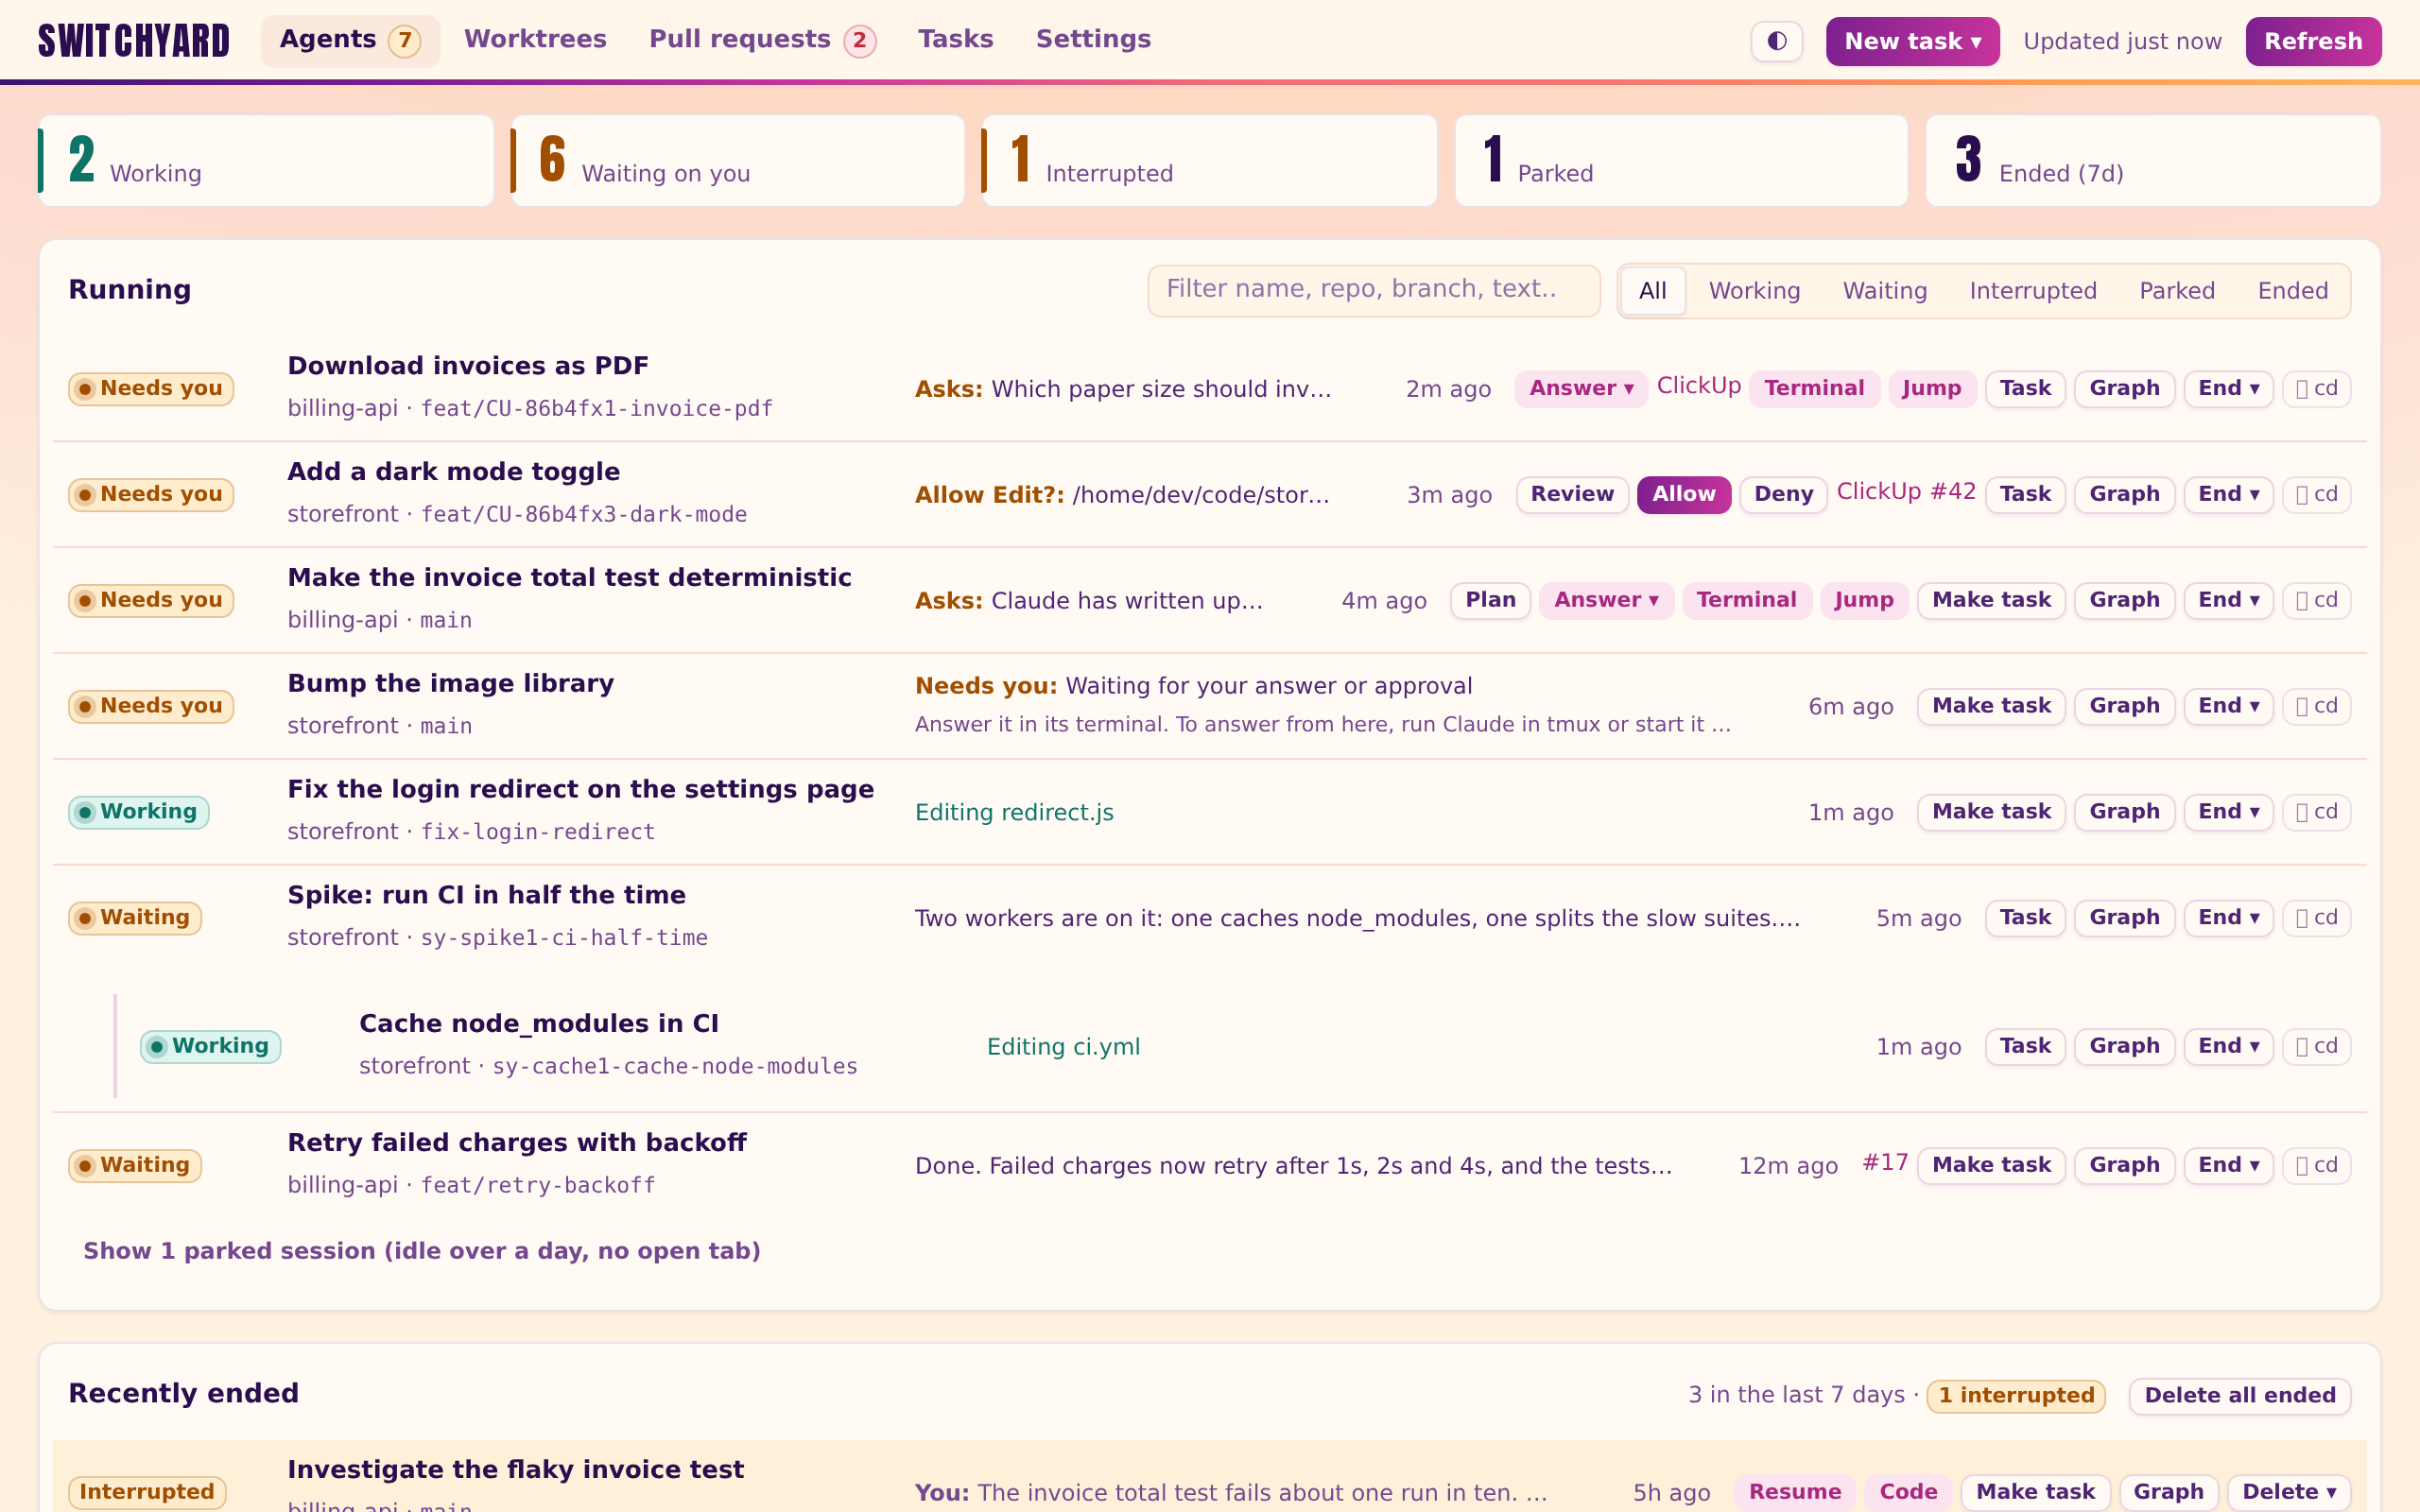 SWITCHYARD Agents 7 Worktrees Pull requests 2 Tasks Settings New task ▾ Updated just now Refresh
2 Working 6 Waiting on you 1 Interrupted 1 Parked 3 Ended (7d)
Running Filter name, repo, branch, text.. All Working Waiting Interrupted Parked Ended
Download invoices as PDF
Needs you Asks: Which paper size should inv… 2m ago Answer ▾ ClickUp Terminal Jump Task Graph End ▾ cd
billing-api · feat/CU-86b4fx1-invoice-pdf
Add a dark mode toggle
Needs you Allow Edit?: /home/dev/code/stor… 3m ago Review Allow Deny ClickUp #42 Task Graph End ▾ cd
storefront · feat/CU-86b4fx3-dark-mode
Make the invoice total test deterministic
Needs you Asks: Claude has written up… 4m ago Plan Answer ▾ Terminal Jump Make task Graph End ▾ cd
billing-api · main
Bump the image library
Needs you: Waiting for your answer or approval
Needs you 6m ago Make task Graph End ▾ cd
storefront · main
Answer it in its terminal. To answer from here, run Claude in tmux or start it …
Fix the login redirect on the settings page
Working Editing redirect.js 1m ago Make task Graph End ▾ cd
storefront · fix-login-redirect
Spike: run CI in half the time
Waiting Two workers are on it: one caches node_modules, one splits the slow suites.… 5m ago Task Graph End ▾ cd
storefront · sy-spike1-ci-half-time
Cache node_modules in CI
Working Editing ci.yml 1m ago Task Graph End ▾ cd
storefront · sy-cache1-cache-node-modules
Retry failed charges with backoff
Waiting Done. Failed charges now retry after 1s, 2s and 4s, and the tests… 12m ago #17 Make task Graph End ▾ cd
billing-api · feat/retry-backoff
Show 1 parked session (idle over a day, no open tab)
Recently ended 3 in the last 7 days · 1 interrupted Delete all ended
Investigate the flaky invoice test
Interrupted You: The invoice total test fails about one run in ten. … 5h ago Resume Code Make task Graph Delete ▾
billing-api · main